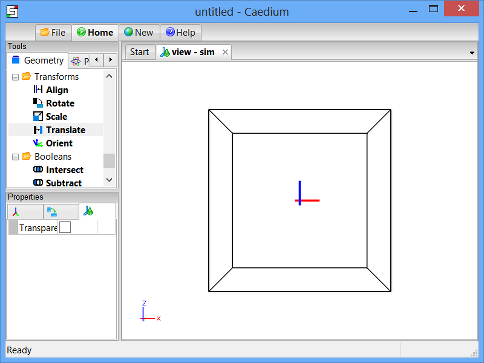 untitled - Caedium
File
Home
New
Help
Tools
Geometry
P
Transforms
Align
Rotate
Scale
Translate
Orient
Booleans
Intersect
Subtract
Properties
Transpare
Start
view - sim
z
x
Ready